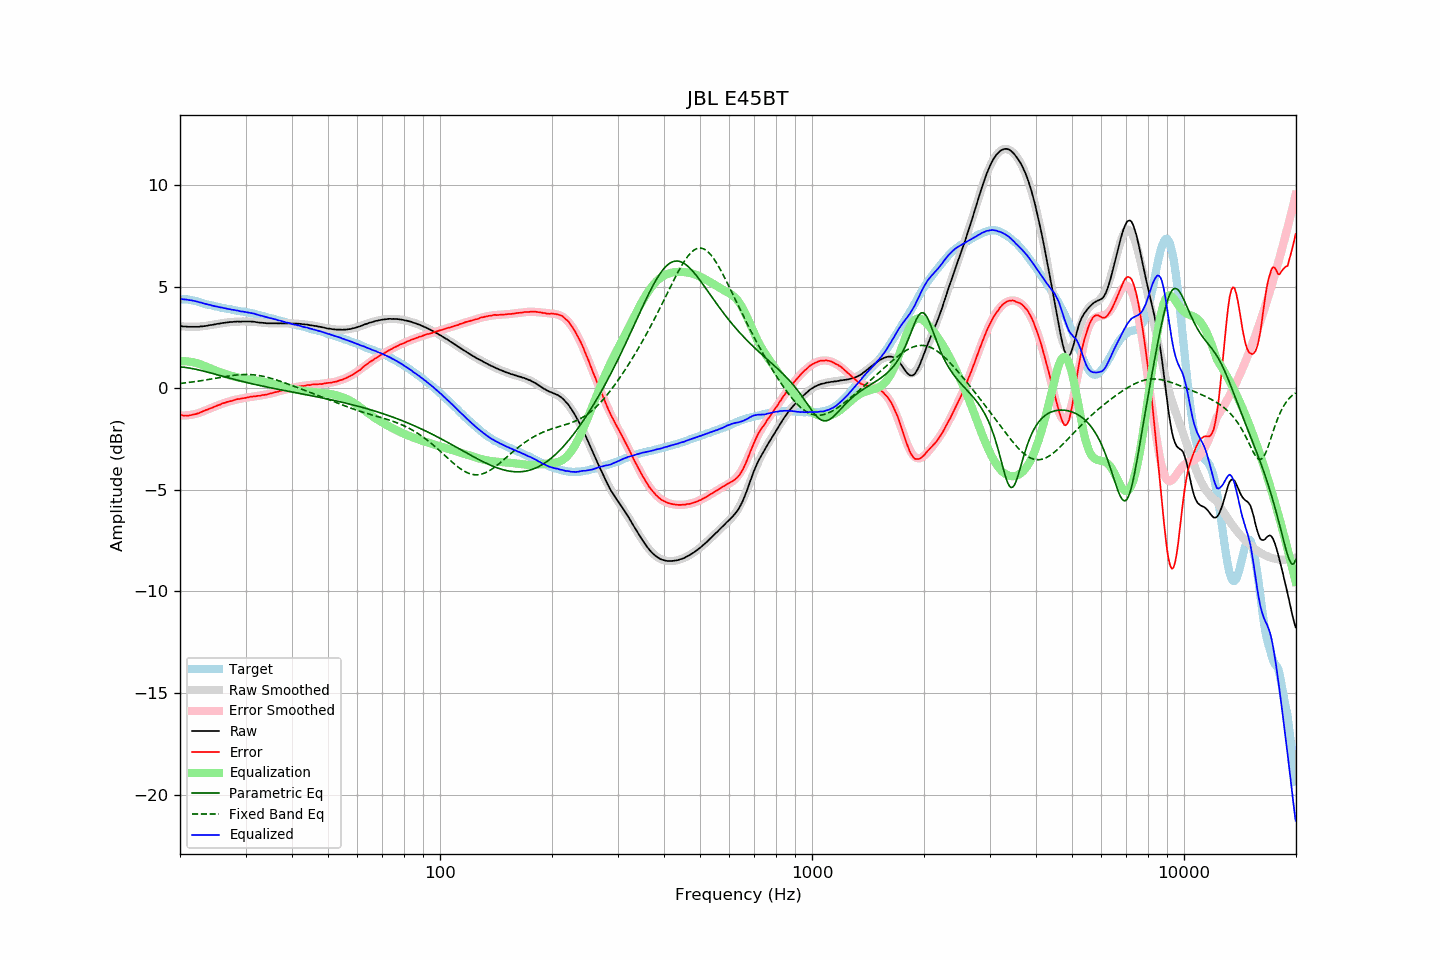 JBL E45BT
Amplitude (dBr)
10
5
0
−5
−10
−15
−20
Target
Raw Smoothed
Error Smoothed
Raw
Error
Equalization
Parametric Eq
Fixed Band Eq
Equalized
100
1000
10000
Frequency (Hz)